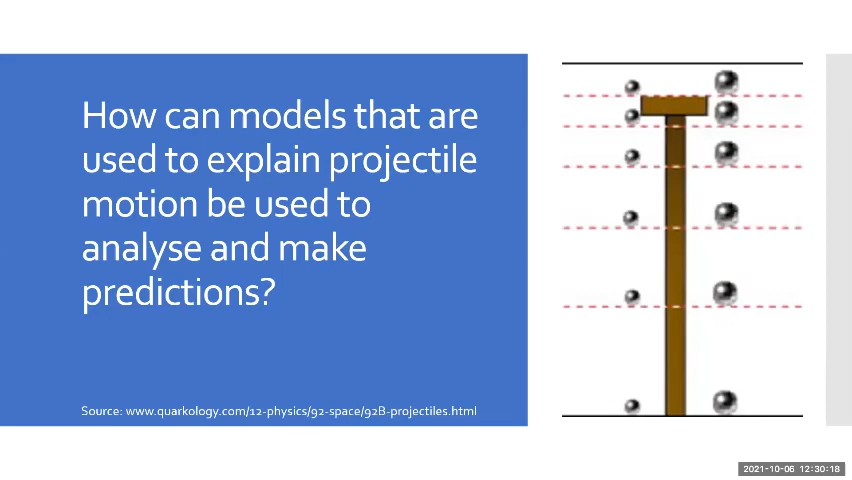 How can models that are
used to explain projectile
motion be used to
analyse and make
predictions?
Source: www.quarkology.com/12-physics/92-space/92B-projectiles.html
2021-10-06 12:30:18